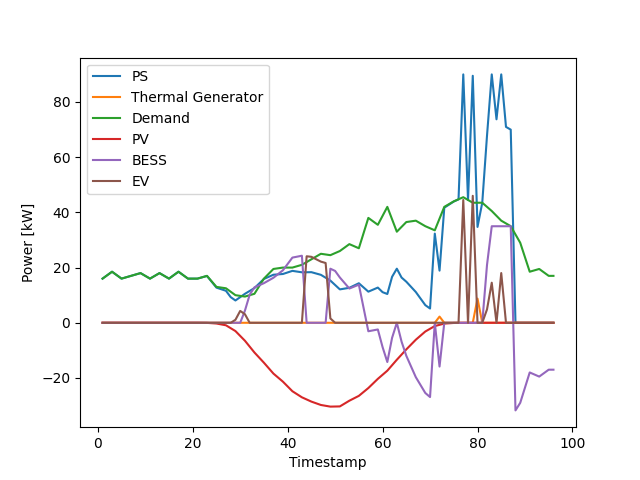 PS
Thermal Generator
Demand
PV
BESS
EV
Power [kW]
80
60
40
20
0
−20
0 20 40 60 80 100
Timestamp